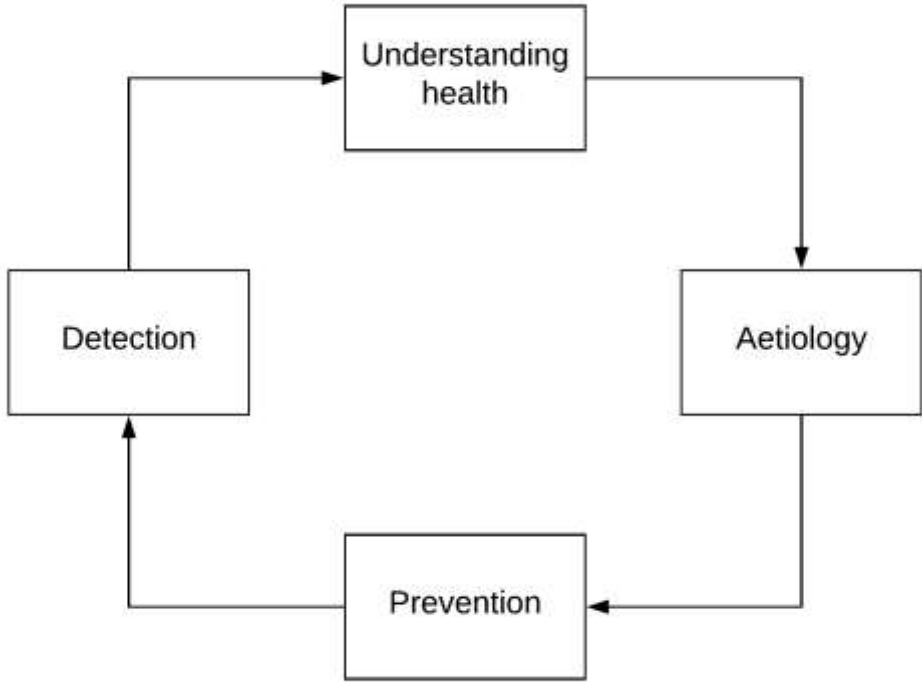 Understanding
health
Detection
Aetiology
Prevention